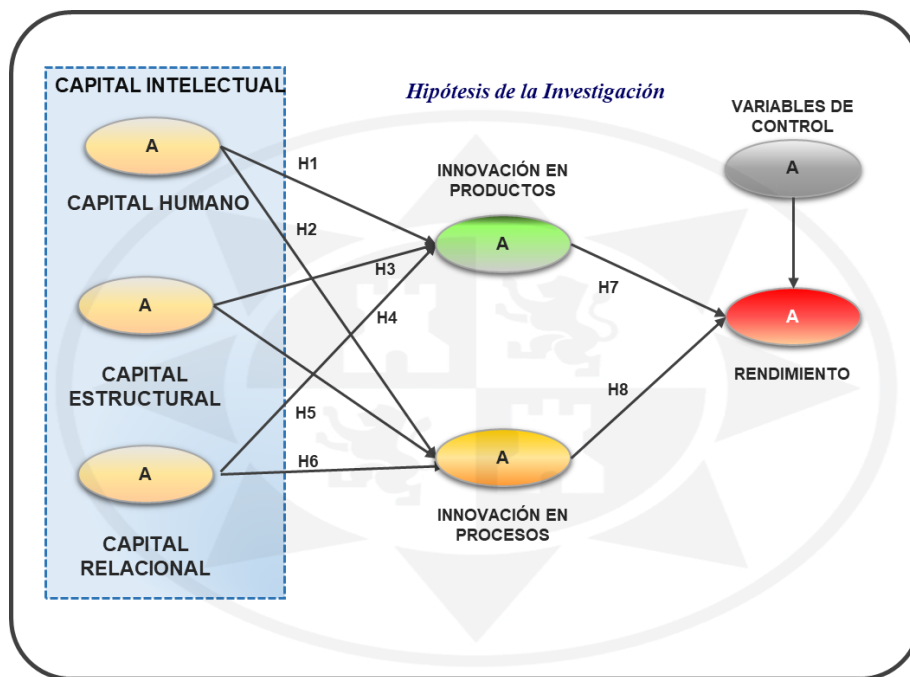 CAPITAL INTELECTUAL
A
CAPITAL HUMANO
A
CAPITAL
ESTRUCTURAL
A
CAPITAL
RELACIONAL
Hipótesis de la Investigación
H1
H2
H3
H4
H5
H6
INNOVACIÓN EN
PRODUCTOS
A
A
INNOVACIÓN EN
PROCESOS
H7
H8
VARIABLES DE
CONTROL
A
A
RENDIMIENTO